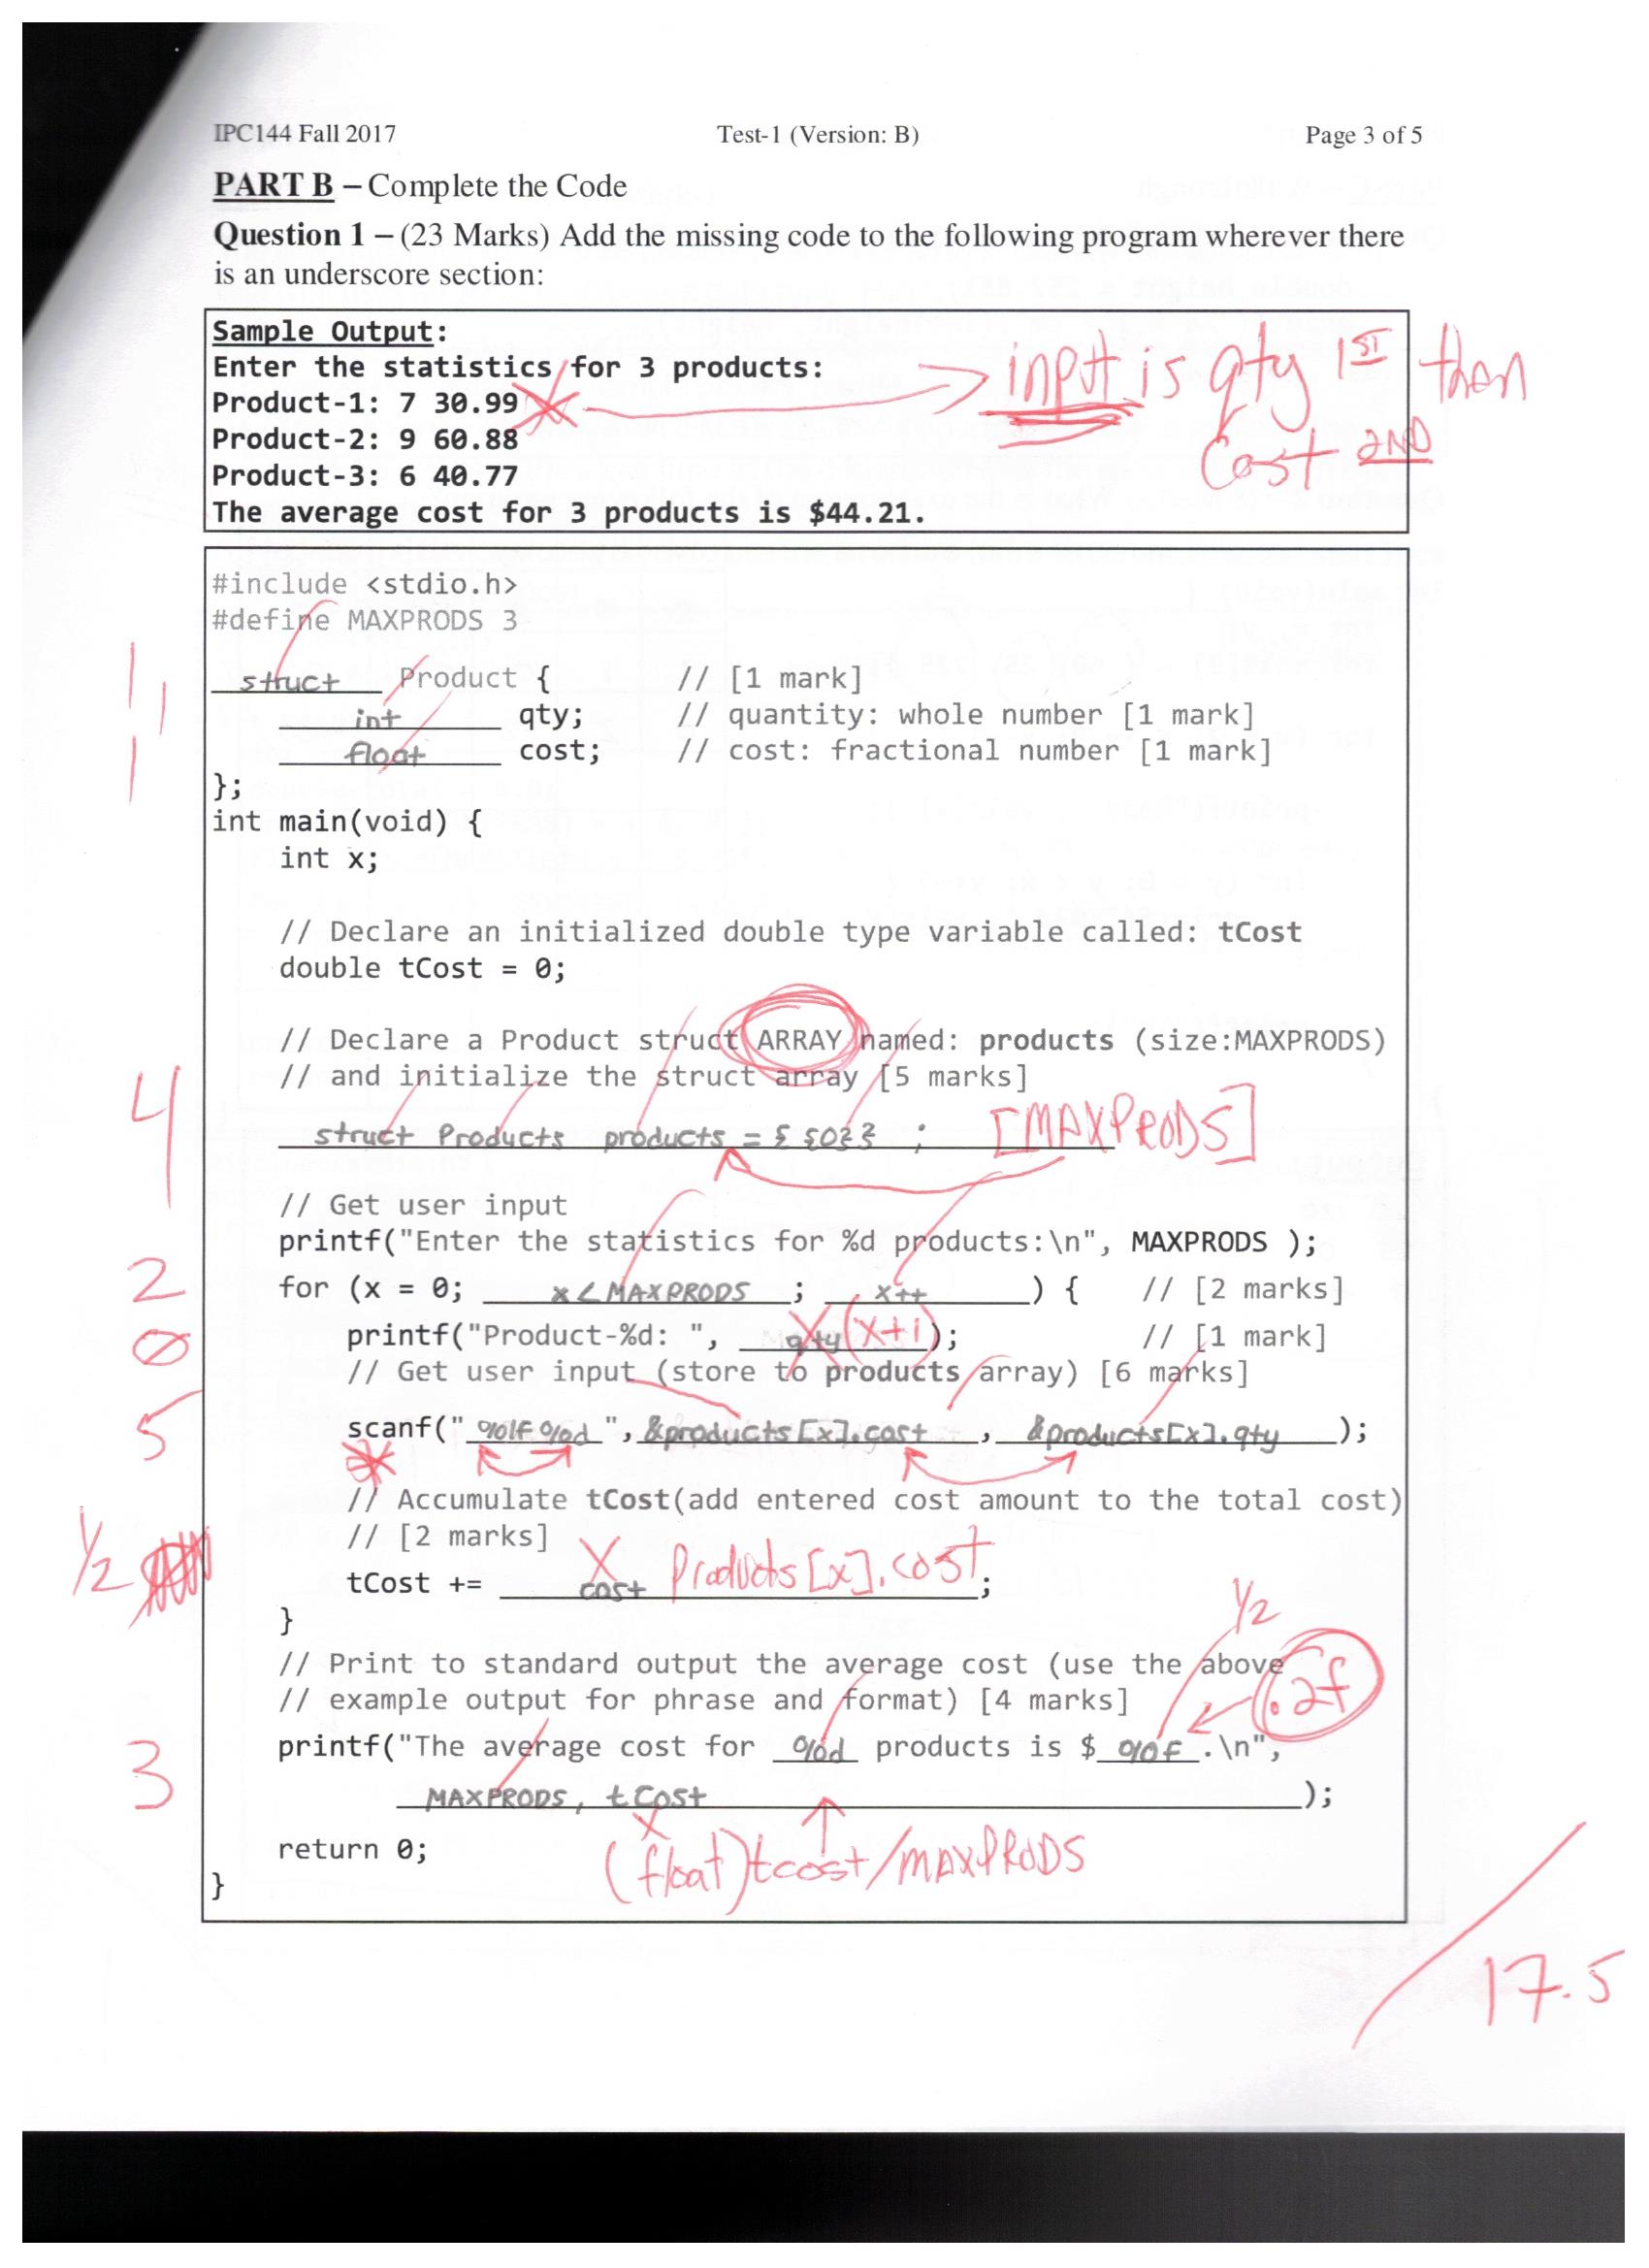 IPC144 Fall 2017 Test-1 (Version: B) Page 3 of 5
PART B – Complete the Code
Question 1 – (23 Marks) Add the missing code to the following program wherever there
is an underscore section:
Sample Output:
Enter the statistics for 3 products:
Product-1: 7 30.99
Product-2: 9 60.88
Product-3: 6 40.77
The average cost for 3 products is $44.21.
input is qty 1ST then
Cost 2ND
#include <stdio.h>
#define MAXPRODS 3
1 struct Product { // [1 mark]
1 int qty; // quantity: whole number [1 mark]
1 float cost; // cost: fractional number [1 mark]
};
int main(void) {
int x;
// Declare an initialized double type variable called: tCost
double tCost = 0;
// Declare a Product struct ARRAY named: products (size:MAXPRODS)
// and initialize the struct array [5 marks]
4 struct Products products = { {0}} ; [MAXPRODS]
// Get user input
printf("Enter the statistics for %d products:\n", MAXPRODS );
2 for (x = 0; x < MAXPRODS ; x++ ) { // [2 marks]
0 printf("Product-%d: ", qty (x+1)); // [1 mark]
// Get user input (store to products array) [6 marks]
5 scanf(" %lf %d ", &products[x].cost , &products[x].qty );
// Accumulate tCost(add entered cost amount to the total cost)
// [2 marks]
1/2 tCost += cost products[x].cost ;
}
1/2
// Print to standard output the average cost (use the above
// example output for phrase and format) [4 marks]
.2f
printf("The average cost for %d products is $ %f .\n",
3 MAXPRODS, tCost );
return 0;
(float)tcost/MAXPRODS
}
17.5